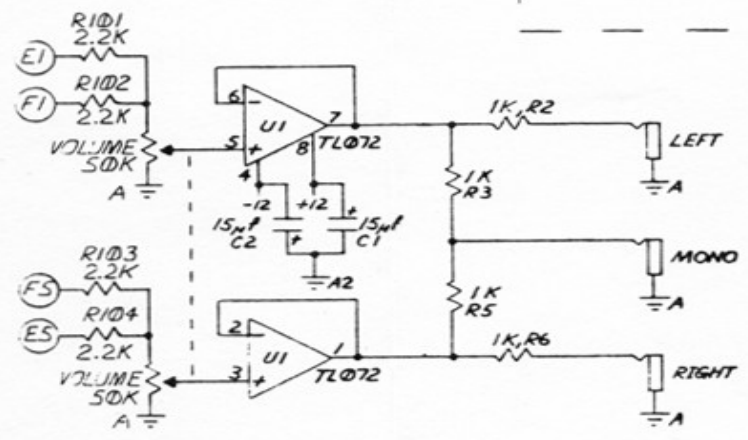 R101
2.2K
E1
R102
F1
2.2K
VOLUME
50K
A
6
-
U1
5
+
7
8
TL072
4
-12
+12
15µf
C2
+
+
15µf
C1
A2
1K, R2
LEFT
A
1K
R3
MONO
A
1K
R5
R103
2.2K
F5
R104
E5
2.2K
VOLUME
50K
A
2
-
U1
3
+
1
TL072
1K, R6
RIGHT
A